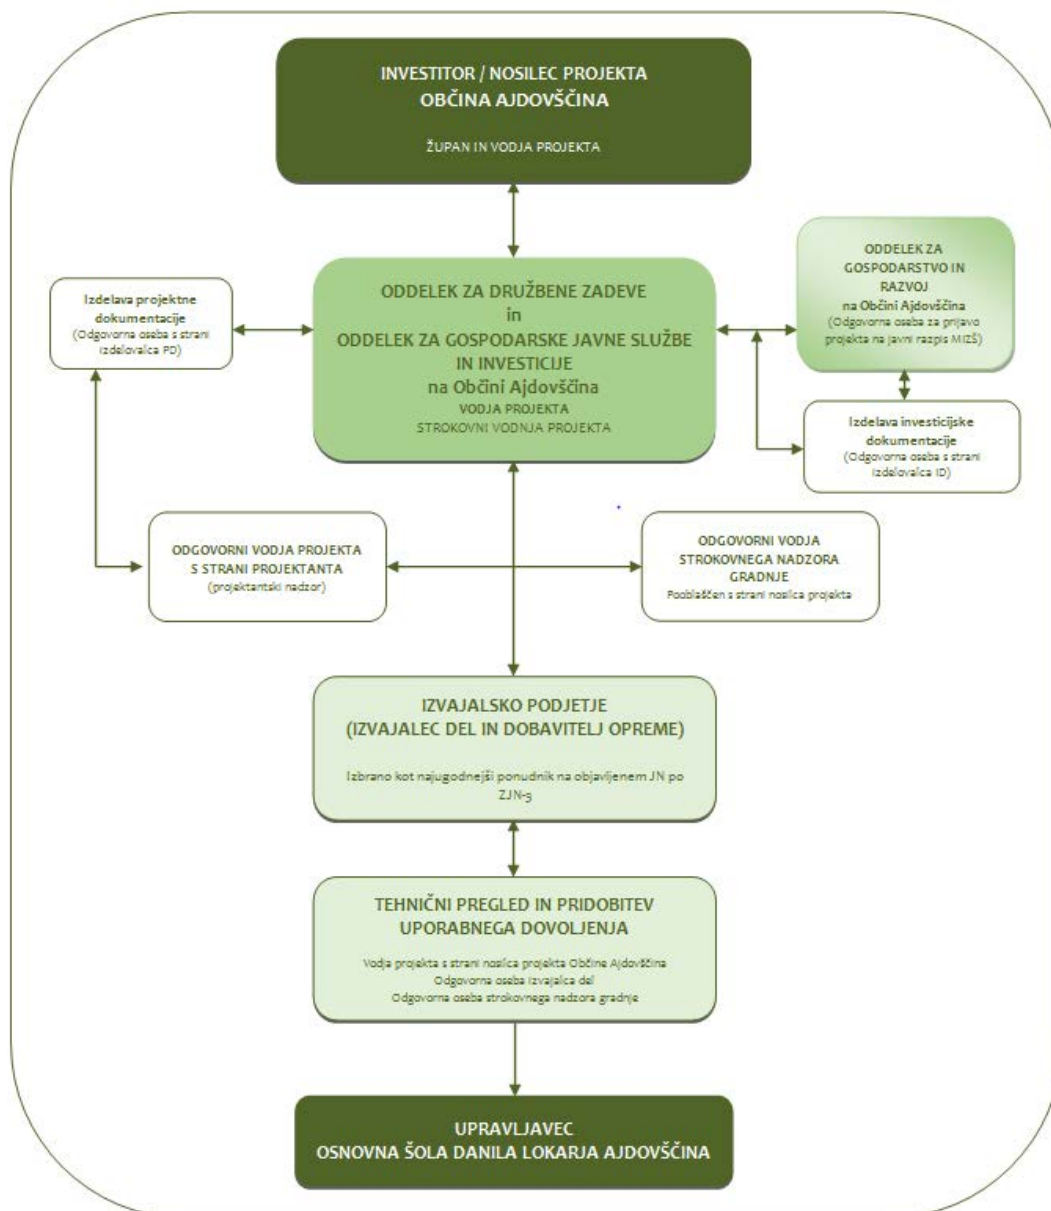 INVESTITOR / NOSILEC PROJEKTA
OBČINA AJDOVŠČINA
ŽUPAN IN VODJA PROJEKTA
ODDELEK ZA DRUŽBENE ZADEVE
in
ODDELEK ZA GOSPODARSKE JAVNE SLUŽBE
IN INVESTICIJE
na Občini Ajdovščina
VODJA PROJEKTA
STROKOVNI VODNJA PROJEKTA
Izdelava projektne
dokumentacije
(Odgovorna oseba s strani
izdelovalca PD)
ODDELEK ZA
GOSPODARSTVO IN
RAZVOJ
na Občini Ajdovščina
(Odgovorna oseba za prijavo
projekta na javni razpis MIZŠ)
Izdelava investicijske
dokumentacije
(Odgovorna oseba s strani
izdelovalca ID)
ODGOVORNI VODJA PROJEKTA
S STRANI PROJEKTANTA
(projektantski nadzor)
ODGOVORNI VODJA
STROKOVNEGA NADZORA
GRADNJE
Pooblaščen s strani nosilca projekta
IZVAJALSKO PODJETJE
(IZVAJALEC DEL IN DOBAVITELJ OPREME)
Izbrano kot najugodnejši ponudnik na objavljenem JN po
ZJN-3
TEHNIČNI PREGLED IN PRIDOBITEV
UPORABNEGA DOVOLJENJA
Vodja projekta s strani nosilca projekta Občine Ajdovščina
Odgovorna oseba izvajalca del
Odgovorna oseba strokovnega nadzora gradnje
UPRAVLJAVEC
OSNOVNA ŠOLA DANILA LOKARJA AJDOVŠČINA